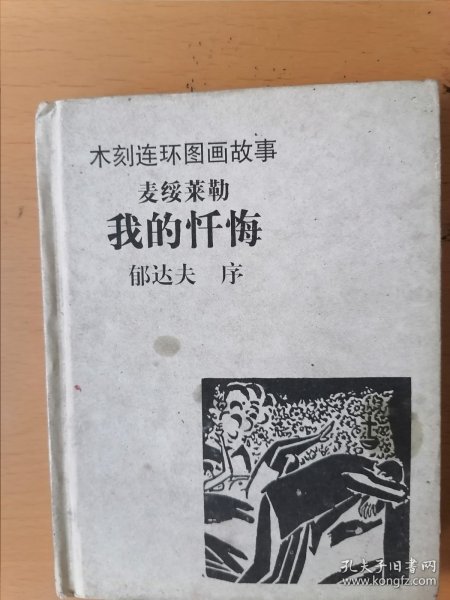 木刻连环图画故事
麦绥莱勒
我的忏悔
郁达夫 序
孔夫子旧书网
www.kongfz.com